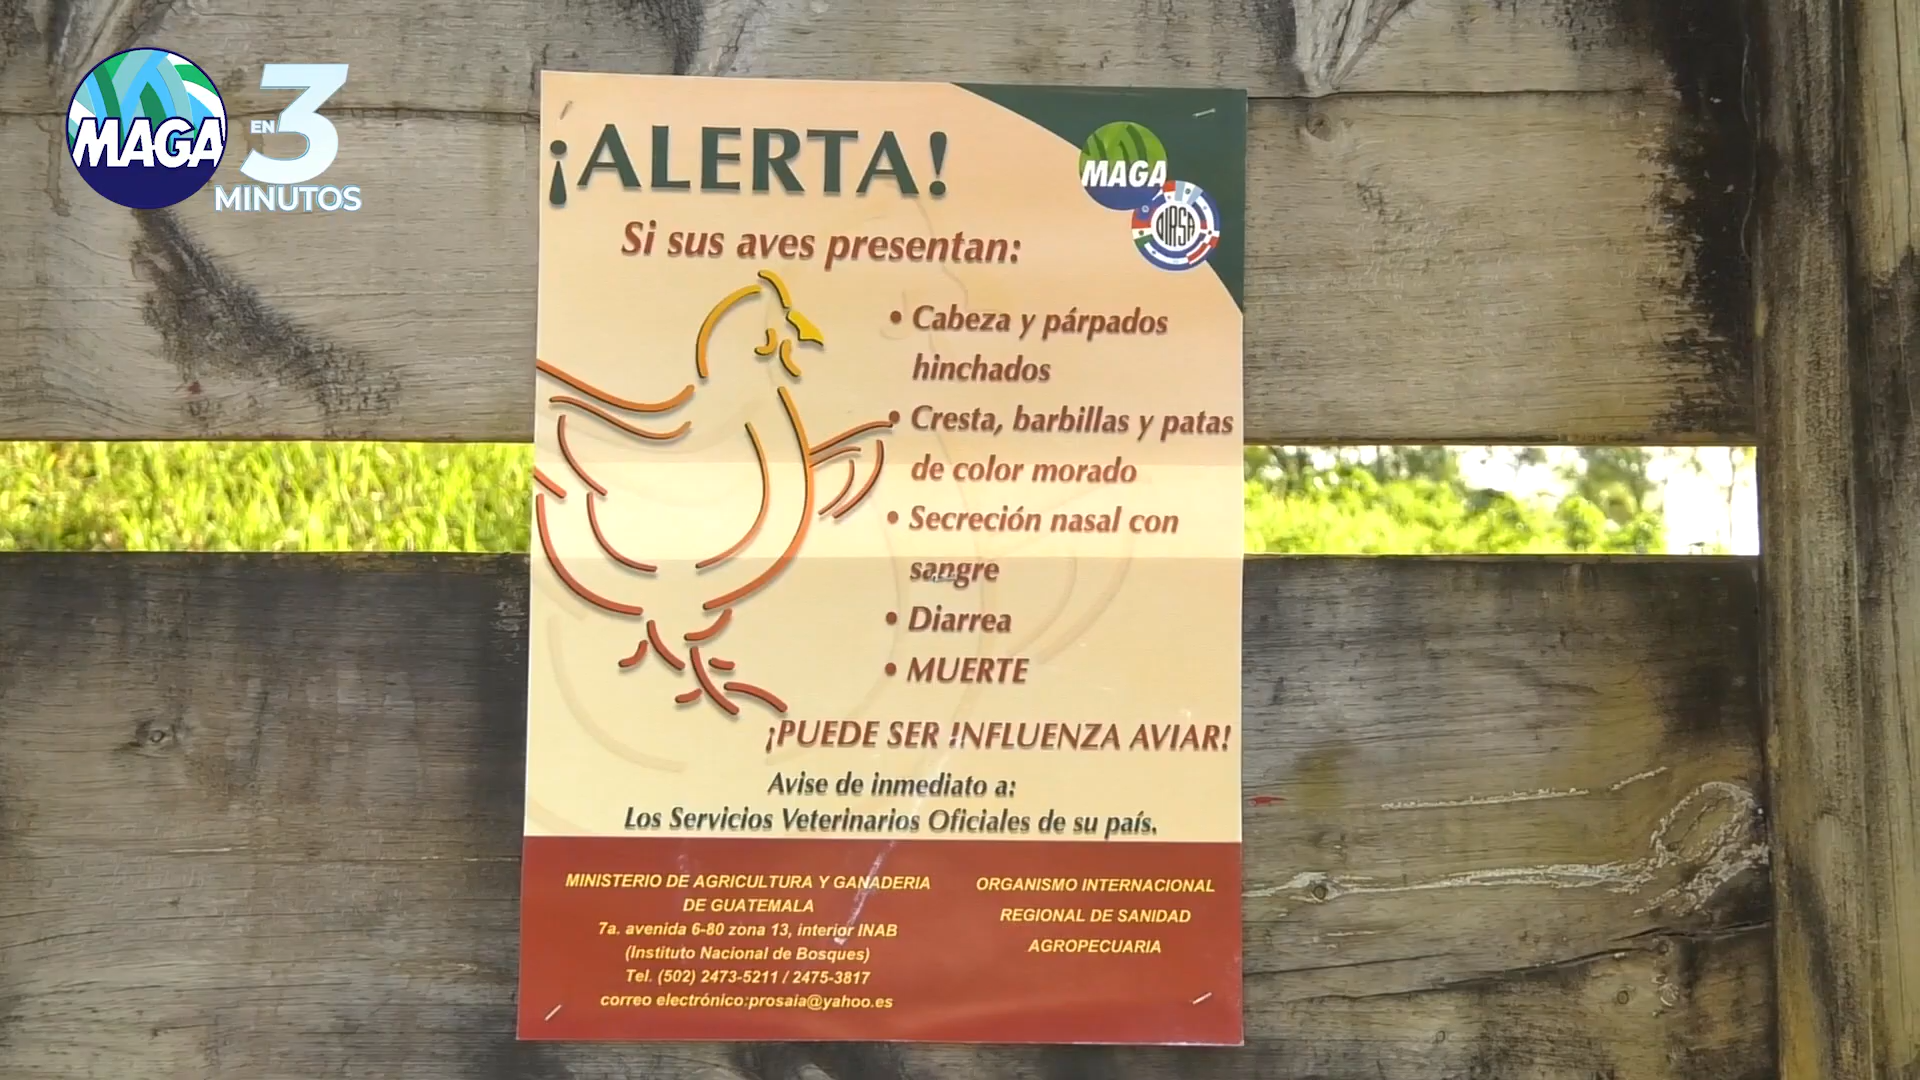 MAGA
EN
3
MINUTOS
¡ALERTA!
MAGA
OIRSA
Si sus aves presentan:
• Cabeza y párpados
hinchados
• Cresta, barbillas y patas
de color morado
• Secreción nasal con
sangre
• Diarrea
• MUERTE
¡PUEDE SER INFLUENZA AVIAR!
Avise de inmediato a:
Los Servicios Veterinarios Oficiales de su país.
MINISTERIO DE AGRICULTURA Y GANADERIA
DE GUATEMALA
7a. avenida 6-80 zona 13, interior INAB
(Instituto Nacional de Bosques)
Tel. (502) 2473-5211 / 2475-3817
correo electrónico:prosaia@yahoo.es
ORGANISMO INTERNACIONAL
REGIONAL DE SANIDAD
AGROPECUARIA